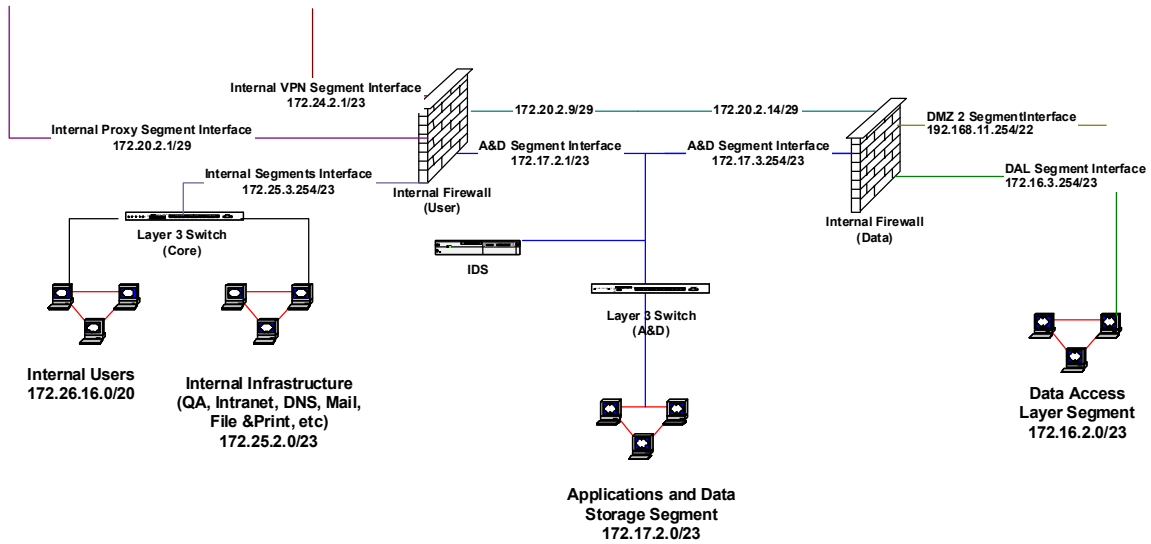 Internal VPN Segment Interface
172.24.2.1/23
Internal Proxy Segment Interface
172.20.2.1/29
Internal Segments Interface
172.25.3.254/23
Internal Firewall
(User)
172.20.2.9/29
172.20.2.14/29
A&D Segment Interface
172.17.2.1/23
A&D Segment Interface
172.17.3.254/23
DMZ 2 SegmentInterface
192.168.11.254/22
DAL Segment Interface
172.16.3.254/23
Internal Firewall
(Data)
Layer 3 Switch
(Core)
IDS
Layer 3 Switch
(A&D)
Internal Users
172.26.16.0/20
Internal Infrastructure
(QA, Intranet, DNS, Mail,
File &Print, etc)
172.25.2.0/23
Applications and Data
Storage Segment
172.17.2.0/23
Data Access
Layer Segment
172.16.2.0/23